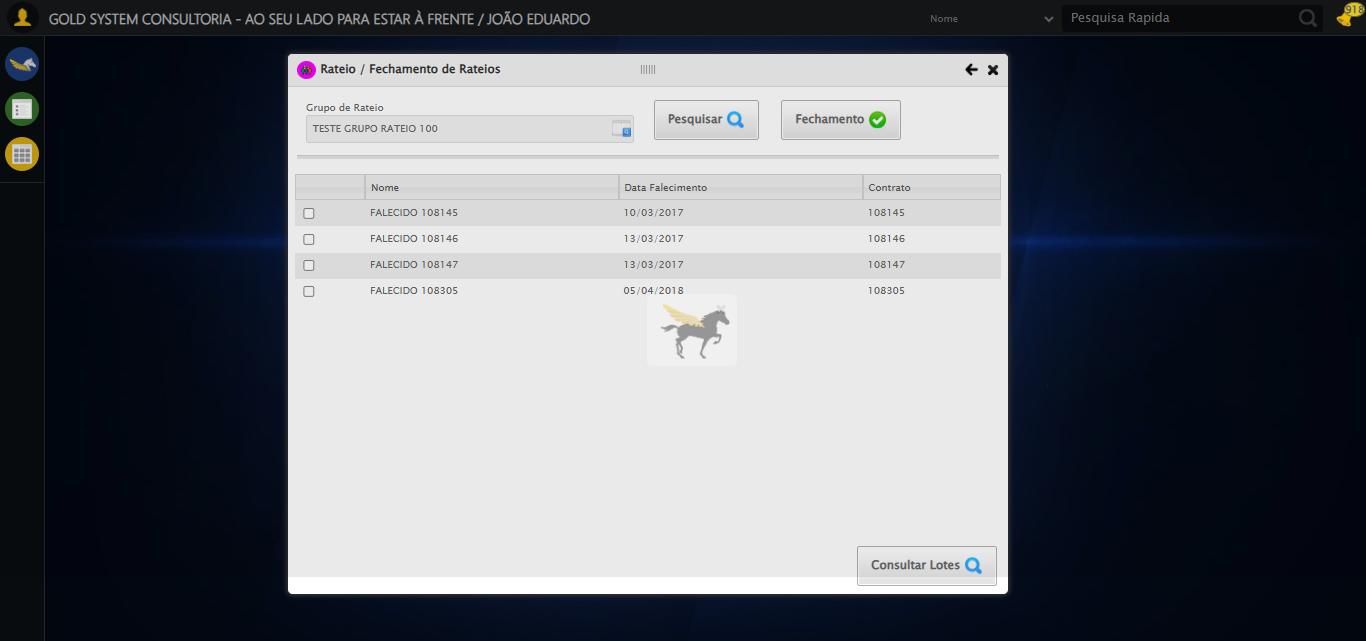 GOLD SYSTEM CONSULTORIA - AO SEU LADO PARA ESTAR À FRENTE / JOÃO EDUARDO
Nome
Pesquisa Rapida
918
Rateio / Fechamento de Rateios
Grupo de Rateio
TESTE GRUPO RATEIO 100
Pesquisar
Fechamento
Nome Data Falecimento Contrato
FALECIDO 108145 10/03/2017 108145
FALECIDO 108146 13/03/2017 108146
FALECIDO 108147 13/03/2017 108147
FALECIDO 108305 05/04/2018 108305
Consultar Lotes